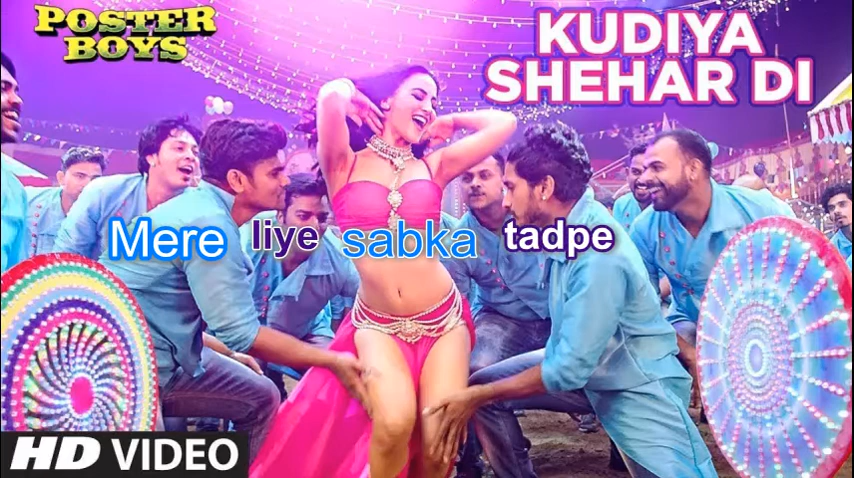 POSTER
BOYS
KUDIYA
SHEHAR DI
Mere liye sabka tadpe
HD VIDEO